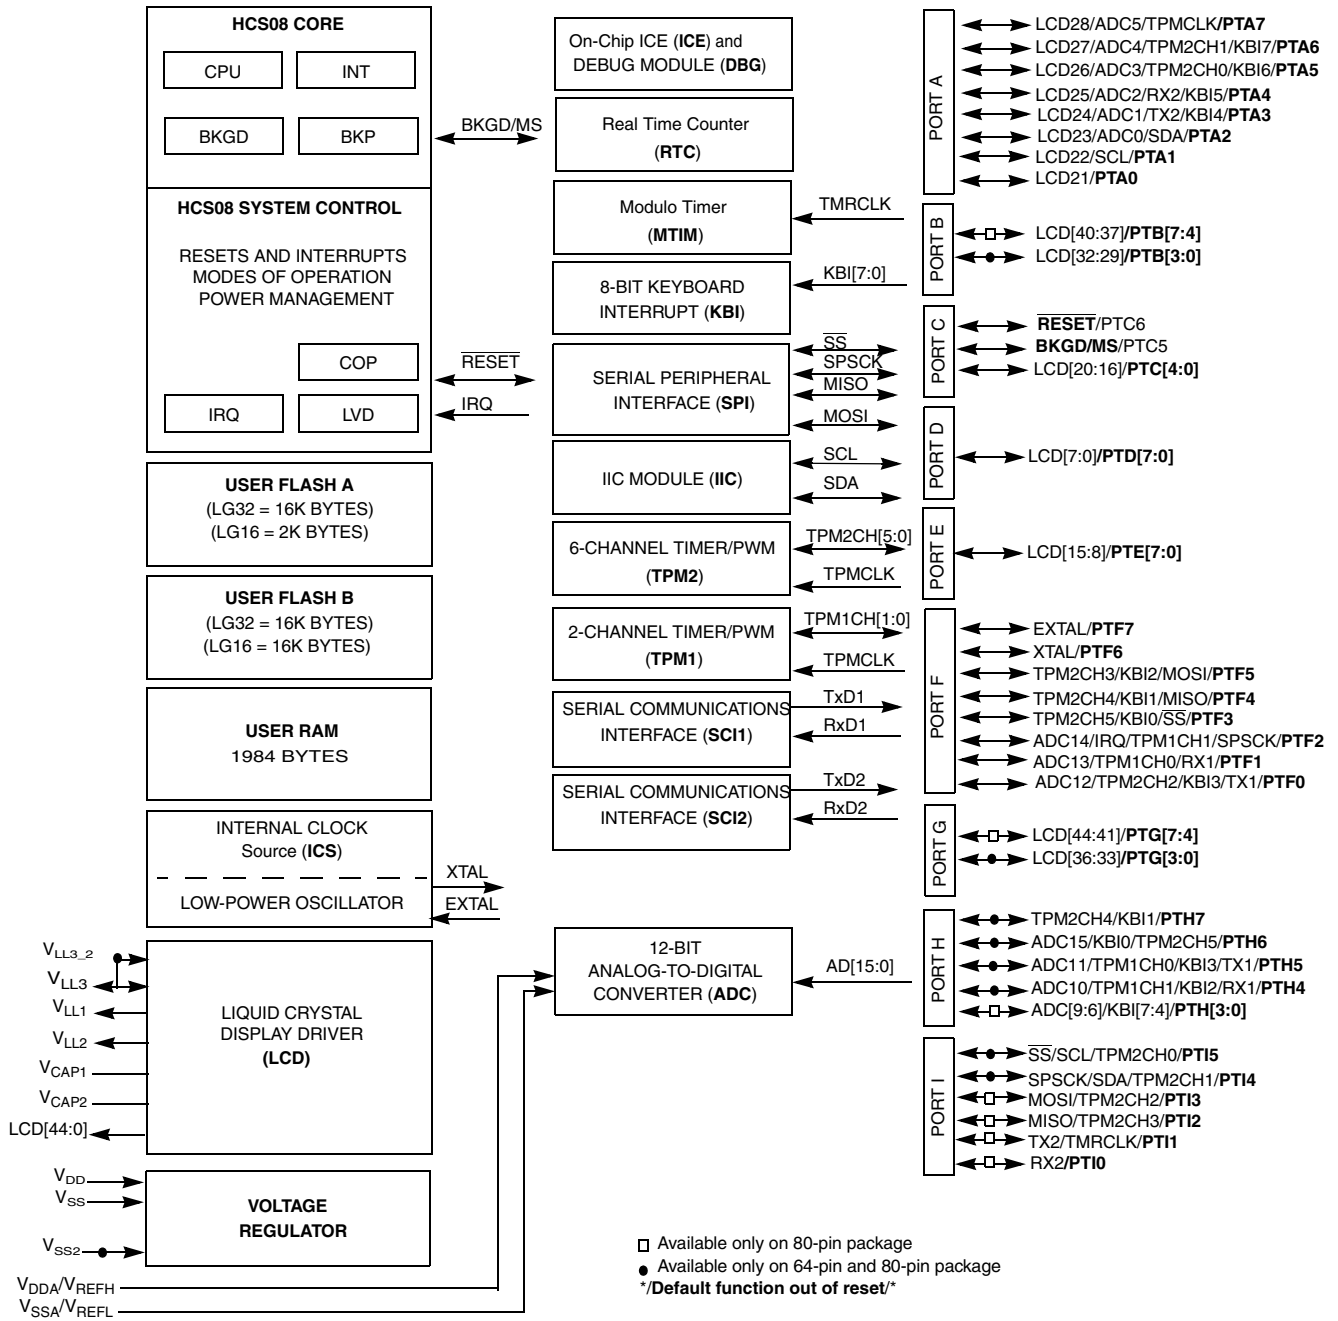 HCS08 CORE
CPU
INT
BKGD
BKP
HCS08 SYSTEM CONTROL
RESETS AND INTERRUPTS
MODES OF OPERATION
POWER MANAGEMENT
COP
IRQ
LVD
BKGD/MS
RESET
IRQ
USER FLASH A
(LG32 = 16K BYTES)
(LG16 = 2K BYTES)
USER FLASH B
(LG32 = 16K BYTES)
(LG16 = 16K BYTES)
USER RAM
1984 BYTES
INTERNAL CLOCK
Source (ICS)
LOW-POWER OSCILLATOR
XTAL
EXTAL
LIQUID CRYSTAL
DISPLAY DRIVER
(LCD)
VLL3_2
VLL3
VLL1
VLL2
VCAP1
VCAP2
LCD[44:0]
VOLTAGE
REGULATOR
VDD
VSS
VSS2
VDDA/VREFH
VSSA/VREFL
On-Chip ICE (ICE) and
DEBUG MODULE (DBG)
Real Time Counter
(RTC)
Modulo Timer
(MTIM)
TMRCLK
8-BIT KEYBOARD
INTERRUPT (KBI)
KBI[7:0]
SERIAL PERIPHERAL
INTERFACE (SPI)
SS
SPSCK
MISO
MOSI
IIC MODULE (IIC)
SCL
SDA
6-CHANNEL TIMER/PWM
(TPM2)
TPM2CH[5:0]
TPMCLK
2-CHANNEL TIMER/PWM
(TPM1)
TPM1CH[1:0]
TPMCLK
SERIAL COMMUNICATIONS
INTERFACE (SCI1)
TxD1
RxD1
SERIAL COMMUNICATIONS
INTERFACE (SCI2)
TxD2
RxD2
12-BIT
ANALOG-TO-DIGITAL
CONVERTER (ADC)
AD[15:0]
PORT A
LCD28/ADC5/TPMCLK/PTA7
LCD27/ADC4/TPM2CH1/KBI7/PTA6
LCD26/ADC3/TPM2CH0/KBI6/PTA5
LCD25/ADC2/RX2/KBI5/PTA4
LCD24/ADC1/TX2/KBI4/PTA3
LCD23/ADC0/SDA/PTA2
LCD22/SCL/PTA1
LCD21/PTA0
PORT B
LCD[40:37]/PTB[7:4]
LCD[32:29]/PTB[3:0]
PORT C
RESET/PTC6
BKGD/MS/PTC5
LCD[20:16]/PTC[4:0]
PORT D
LCD[7:0]/PTD[7:0]
PORT E
LCD[15:8]/PTE[7:0]
PORT F
EXTAL/PTF7
XTAL/PTF6
TPM2CH3/KBI2/MOSI/PTF5
TPM2CH4/KBI1/MISO/PTF4
TPM2CH5/KBI0/SS/PTF3
ADC14/IRQ/TPM1CH1/SPSCK/PTF2
ADC13/TPM1CH0/RX1/PTF1
ADC12/TPM2CH2/KBI3/TX1/PTF0
PORT G
LCD[44:41]/PTG[7:4]
LCD[36:33]/PTG[3:0]
PORT H
TPM2CH4/KBI1/PTH7
ADC15/KBI0/TPM2CH5/PTH6
ADC11/TPM1CH0/KBI3/TX1/PTH5
ADC10/TPM1CH1/KBI2/RX1/PTH4
ADC[9:6]/KBI[7:4]/PTH[3:0]
PORT I
SS/SCL/TPM2CH0/PTI5
SPSCK/SDA/TPM2CH1/PTI4
MOSI/TPM2CH2/PTI3
MISO/TPM2CH3/PTI2
TX2/TMRCLK/PTI1
RX2/PTI0
Available only on 80-pin package
Available only on 64-pin and 80-pin package
*/Default function out of reset/*